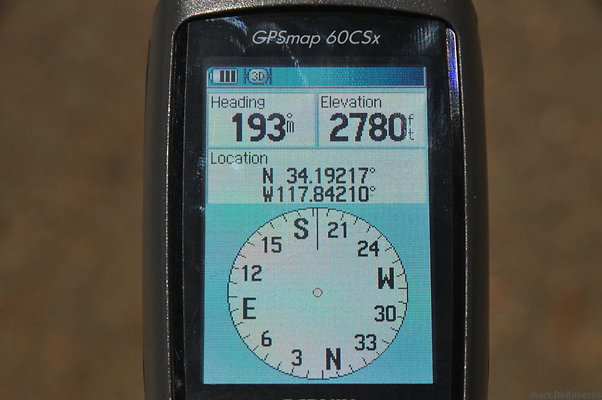 GPSmap 60CSx
3D
Heading Elevation
193°m 2780ft
Location
N 34.19217°
W117.84210°
S 21
15 24
12 W
E 30
6 33
3 N
Mark DeRobertis